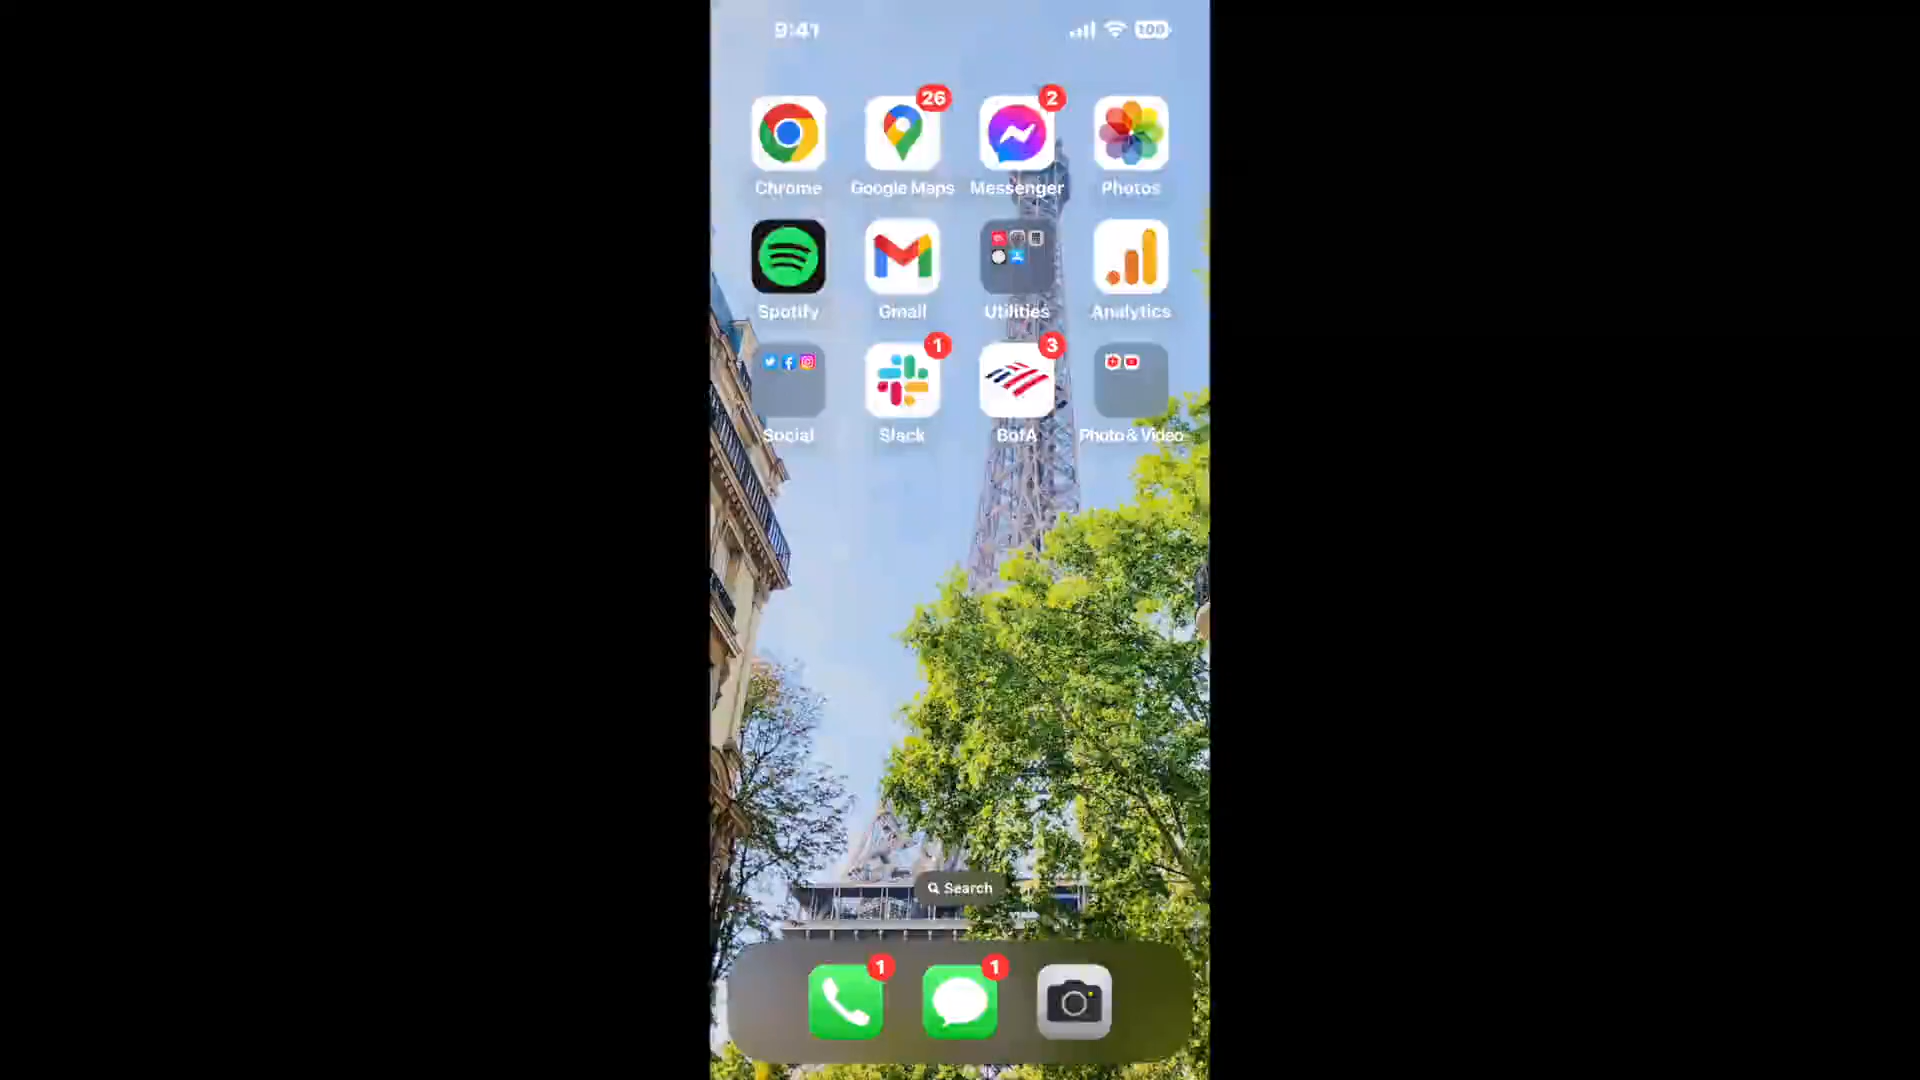 9:41
100
26
2
Chrome
Google Maps
Messenger
Photos
Spotify
Gmail
Utilities
Analytics
1
3
Social
Slack
BofA
Photo & Video
Search
1
1